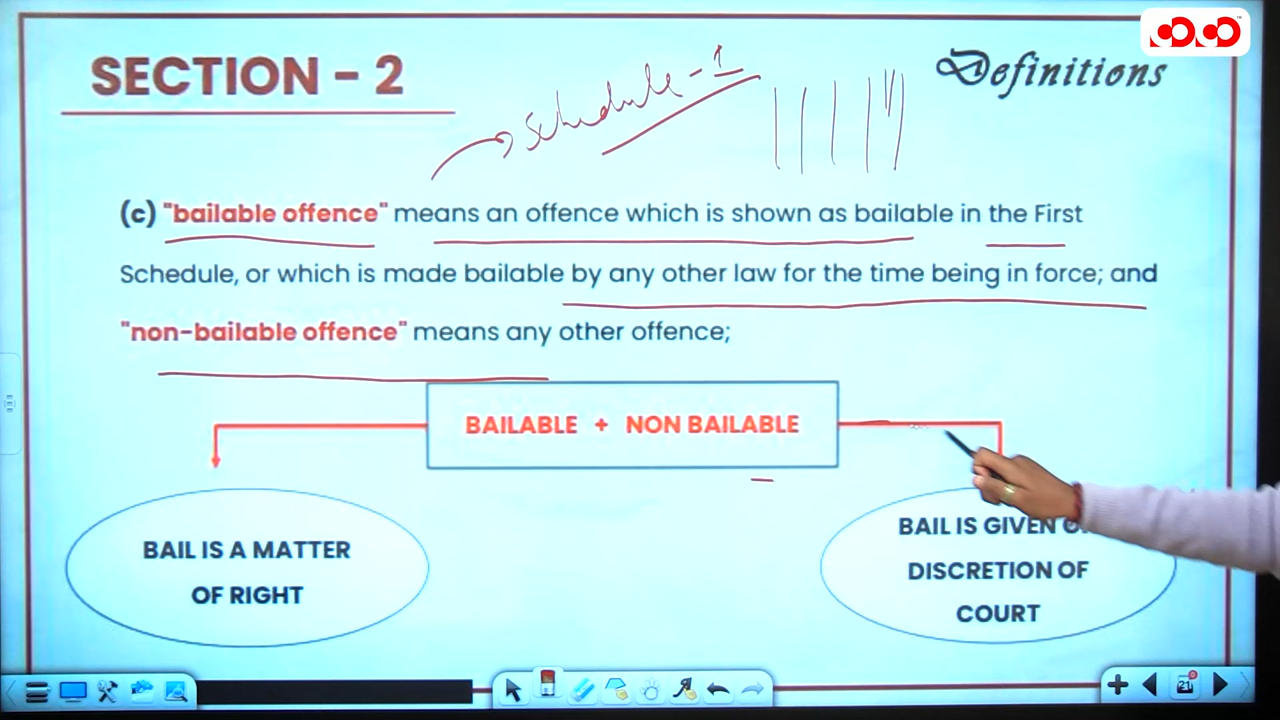 SECTION - 2
Definitions
Schedule - 1
(c) "bailable offence" means an offence which is shown as bailable in the First
Schedule, or which is made bailable by any other law for the time being in force; and
"non-bailable offence" means any other offence;
BAILABLE + NON BAILABLE
BAIL IS A MATTER
OF RIGHT
BAIL IS GIVEN
DISCRETION OF
COURT
21